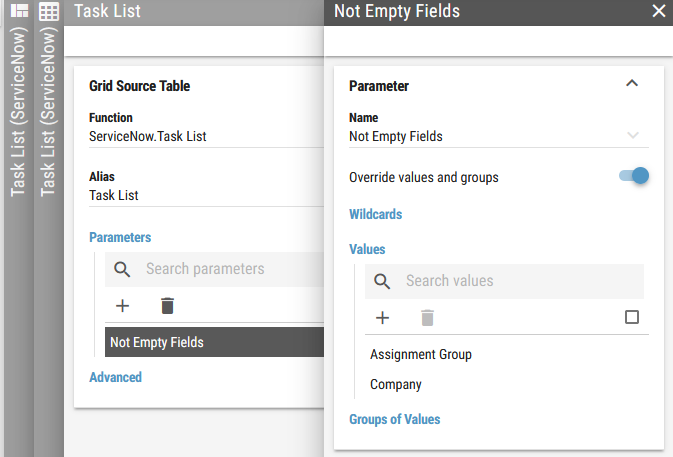 Task List (ServiceNow)
Task List (ServiceNow)
Task List
Grid Source Table
Function
ServiceNow.Task List
Alias
Task List
Parameters
Search parameters
Not Empty Fields
Advanced
Not Empty Fields
Parameter
Name
Not Empty Fields
Override values and groups
Wildcards
Values
Search values
Assignment Group
Company
Groups of Values